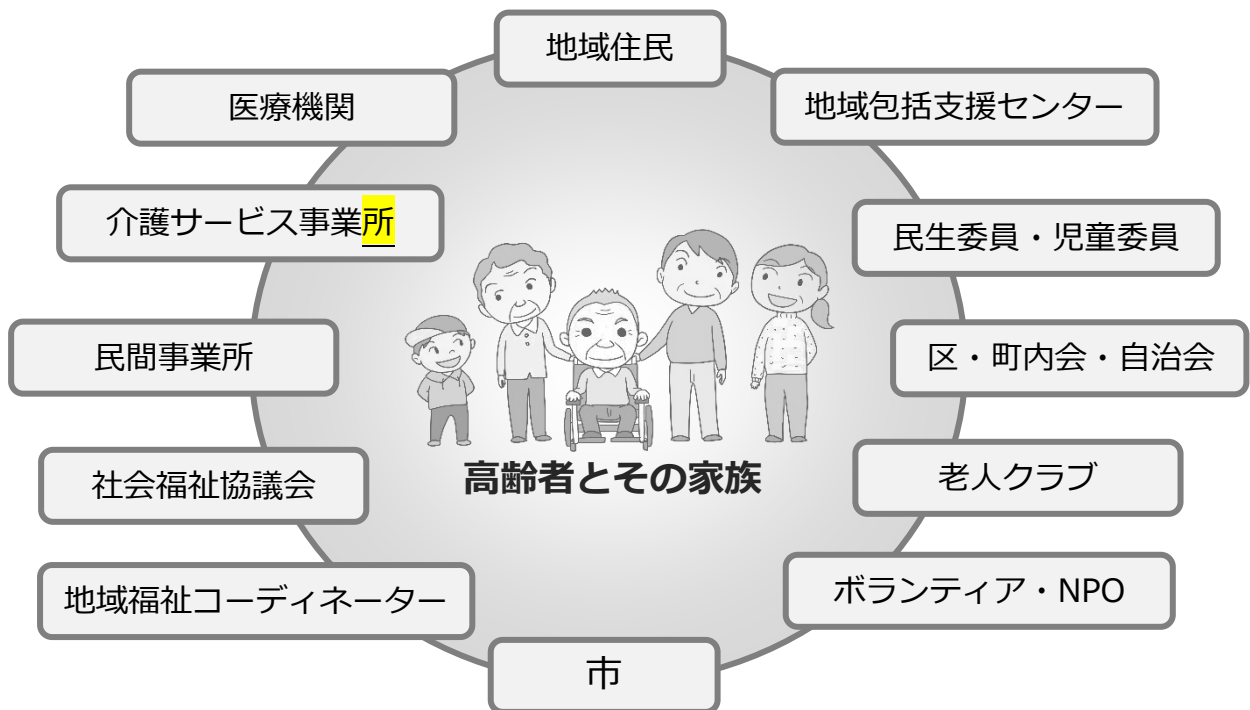 地域住民
医療機関
地域包括支援センター
介護サービス事業所
民生委員・児童委員
民間事業所
区・町内会・自治会
高齢者とその家族
社会福祉協議会
老人クラブ
地域福祉コーディネーター
ボランティア・NPO
市